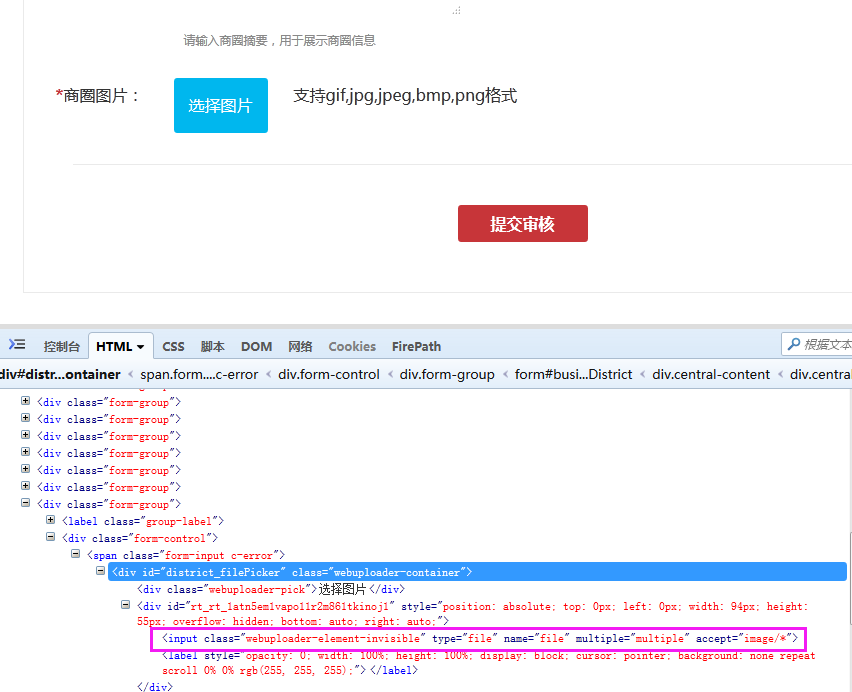 请输入商圈摘要，用于展示商圈信息
*商圈图片： 选择图片 支持gif,jpg,jpeg,bmp,png格式
提交审核
控制台 HTML CSS 脚本 DOM 网络 Cookies FirePath 根据文本
div#distr...ontainer < span.form....c-error < div.form-control < div.form-group < form#busi...District < div.central-content < div.centra
<div class="form-group">
<div class="form-group">
<div class="form-group">
<div class="form-group">
<div class="form-group">
<div class="form-group">
<div class="form-group">
<label class="group-label">
<div class="form-control">
<span class="form-input c-error">
<div id="district_filePicker" class="webuploader-container">
<div class="webuploader-pick">选择图片</div>
<div id="rt_rt_1atn5em1vapo11r2m861tkinoj1" style="position: absolute; top: 0px; left: 0px; width: 94px; height:
55px; overflow: hidden; bottom: auto; right: auto;">
<input class="webuploader-element-invisible" type="file" name="file" multiple="multiple" accept="image/*">
<label style="opacity: 0; width: 100%; height: 100%; display: block; cursor: pointer; background: none repeat
scroll 0% 0% rgb(255, 255, 255);"></label>
</div>